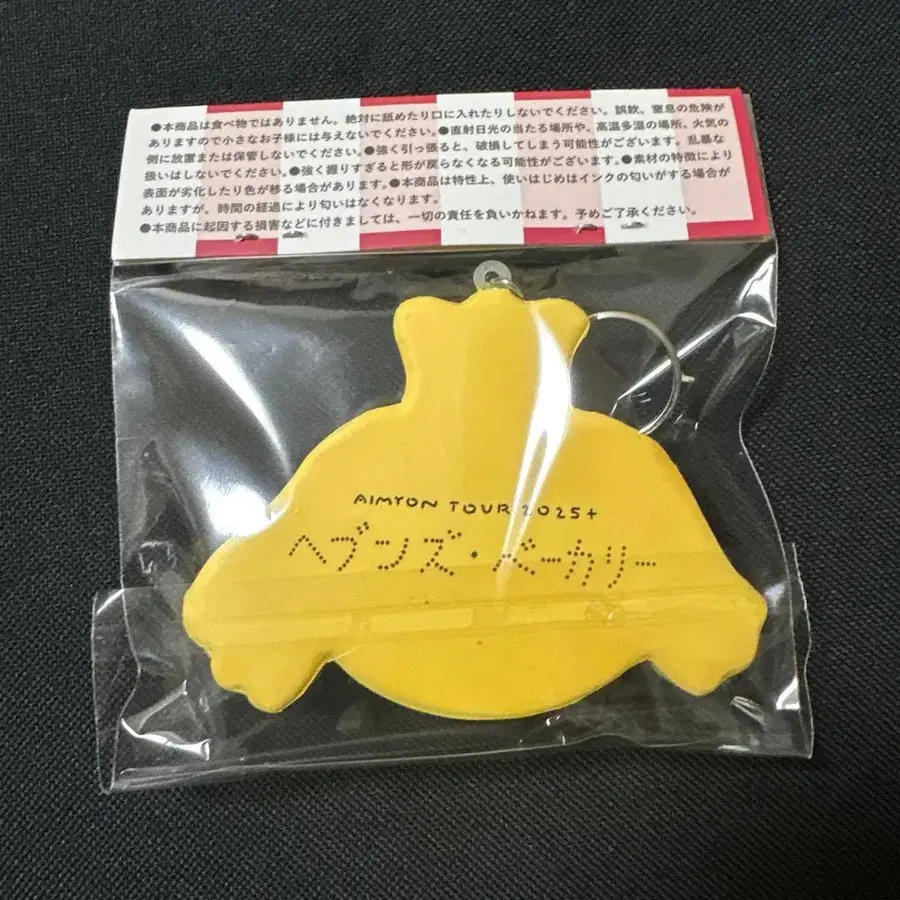 ●本商品は食べ物ではありません。絶対に舐めたり口に入れたりしないでください。誤飲、窒息の危険が
ありますので小さなお子様には与えないでください。●直射日光の当たる場所や、高温多湿の場所、火気の
側に放置または保管しないでください。●強く引っ張ると、破損してしまう可能性がございます。乱暴な
扱いはしないでください。●強く握りすぎると形が戻らなくなる可能性がございます。●素材の特徴により
表面が劣化したり色が移る場合があります。●本商品は特性上、使いはじめはインクの匂いがする場合が
ありますが、時間の経過により匂いはなくなります。
●本商品に起因する損害などに付きましては、一切の責任を負いかねます。予めご了承ください。
AIMYON TOUR 2025+
ヘブンズ・ベーカリー